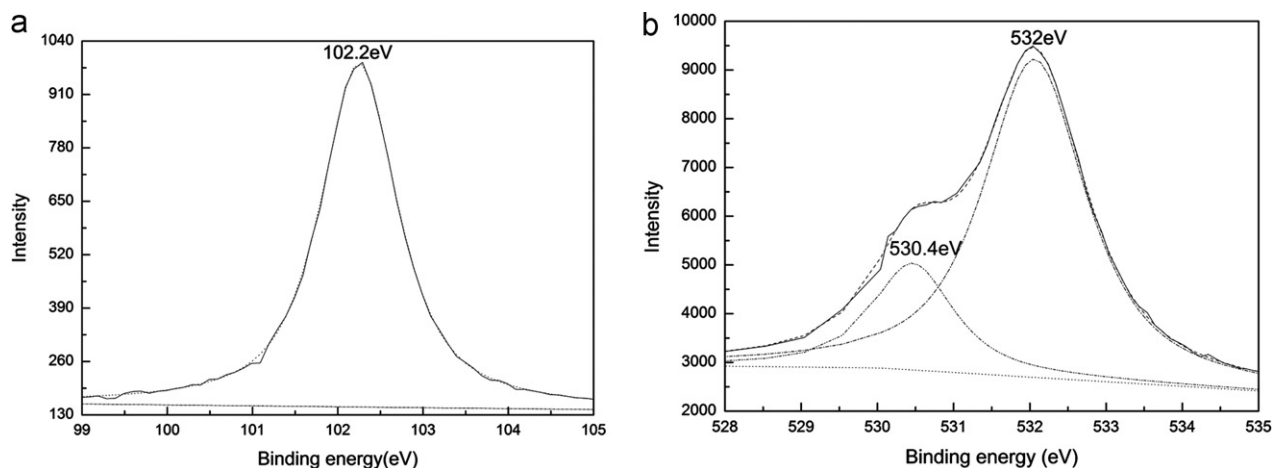 a
1040
910
780
650
520
390
260
130
Intensity
102.2eV
99 100 101 102 103 104 105
Binding energy(eV)
b
10000
9000
8000
7000
6000
5000
4000
3000
2000
Intensity
532eV
530.4eV
528 529 530 531 532 533 534 535
Binding energy (eV)